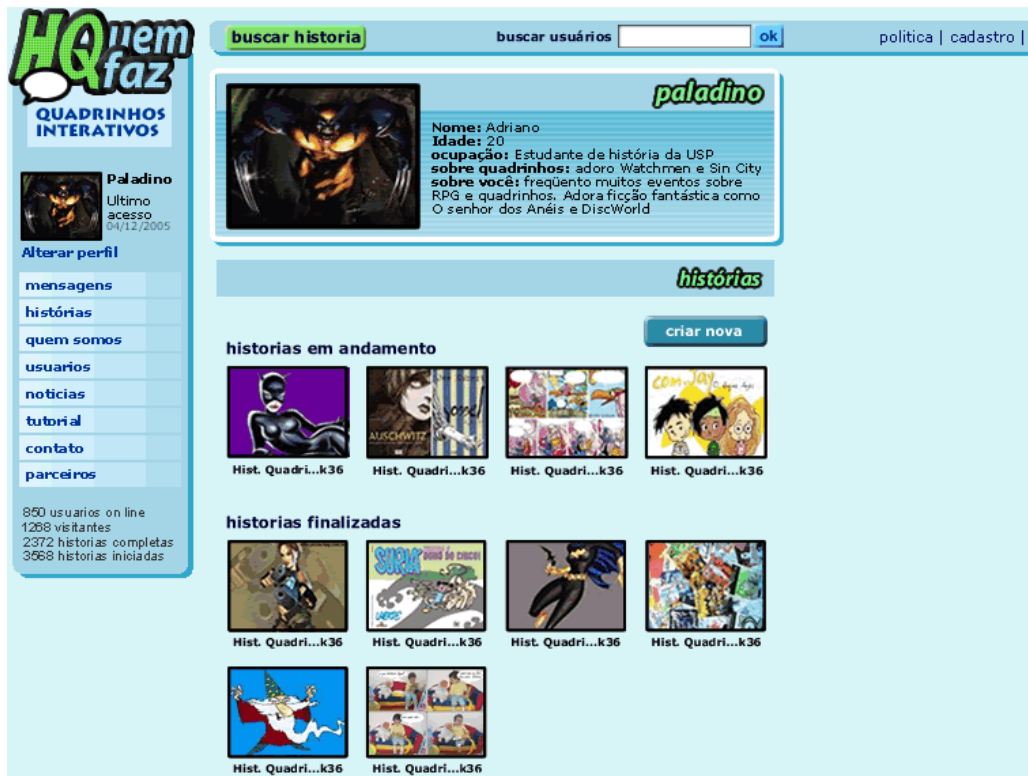 HQuem
faz
QUADRINHOS
INTERATIVOS
buscar historia
buscar usuários
ok
politica | cadastro |
Paladino
Ultimo
acesso
04/12/2005
Alterar perfil
mensagens
histórias
quem somos
usuarios
noticias
tutorial
contato
parceiros
850 usuarios on line
1268 visitantes
2372 historias completas
3568 historias iniciadas
paladino
Nome: Adriano
Idade: 20
ocupação: Estudante de história da USP
sobre quadrinhos: adoro Watchmen e Sin City
sobre você: freqüento muitos eventos sobre
RPG e quadrinhos. Adora ficção fantástica como
O senhor dos Anéis e DiscWorld
histórias
criar nova
historias em andamento
AUSCHWITZ
Hist. Quadri...k36
Hist. Quadri...k36
Hist. Quadri...k36
Hist. Quadri...k36
historias finalizadas
Hist. Quadri...k36
Hist. Quadri...k36
Hist. Quadri...k36
Hist. Quadri...k36
Hist. Quadri...k36
Hist. Quadri...k36